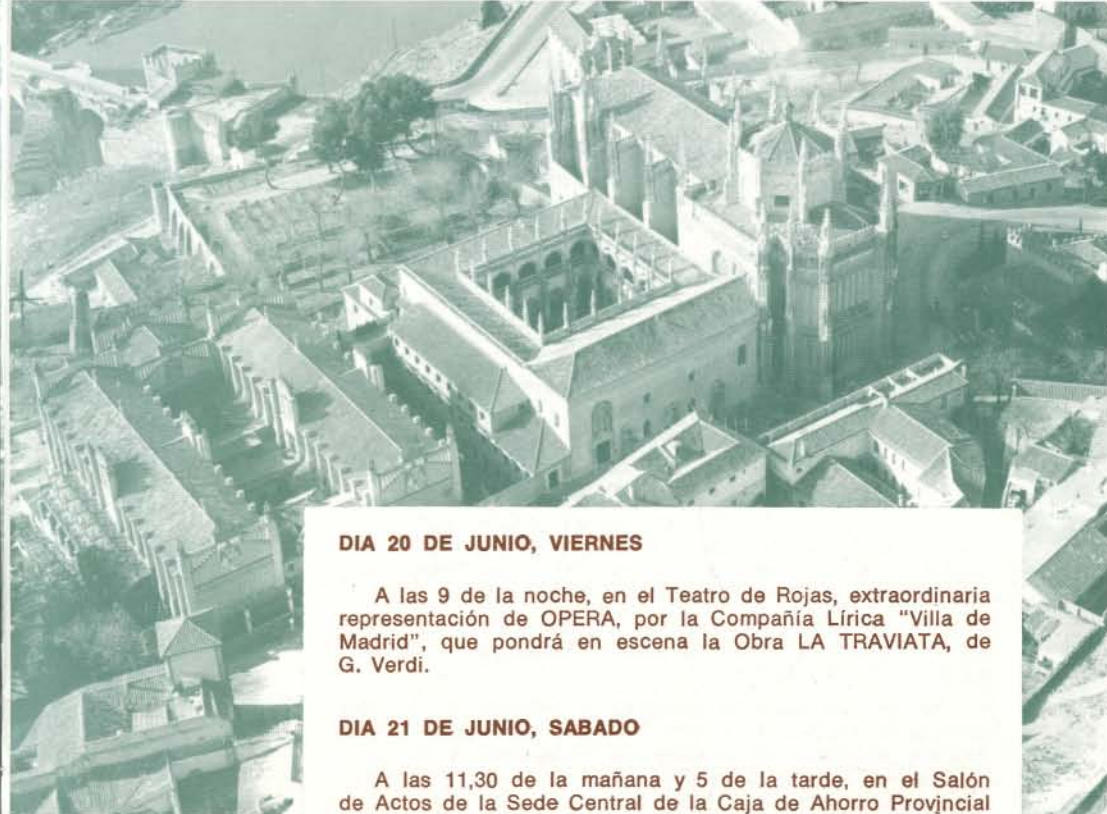 DIA 20 DE JUNIO, VIERNES
A las 9 de la noche, en el Teatro de Rojas, extraordinaria
representación de OPERA, por la Compañía Lírica "Villa de
Madrid", que pondrá en escena la Obra LA TRAVIATA, de
G. Verdi.
DIA 21 DE JUNIO, SABADO
A las 11,30 de la mañana y 5 de la tarde, en el Salón
de Actos de la Sede Central de la Caja de Ahorro Provincial